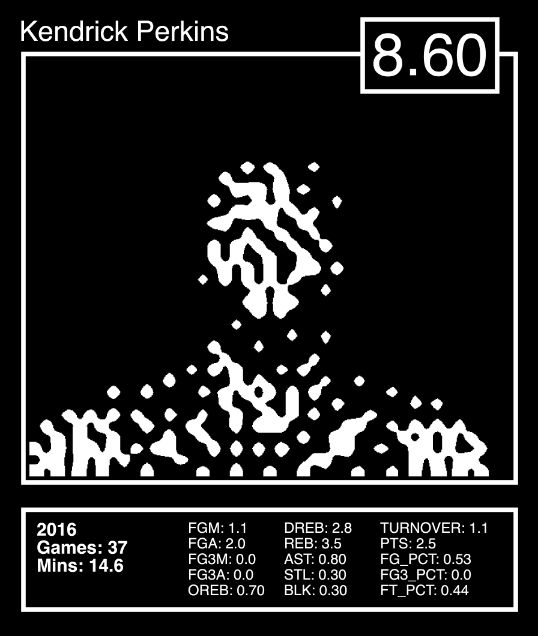 Kendrick Perkins
8.60
2016
Games: 37
Mins: 14.6
FGM: 1.1
FGA: 2.0
FG3M: 0.0
FG3A: 0.0
OREB: 0.70
DREB: 2.8
REB: 3.5
AST: 0.80
STL: 0.30
BLK: 0.30
TURNOVER: 1.1
PTS: 2.5
FG_PCT: 0.53
FG3_PCT: 0.0
FT_PCT: 0.44